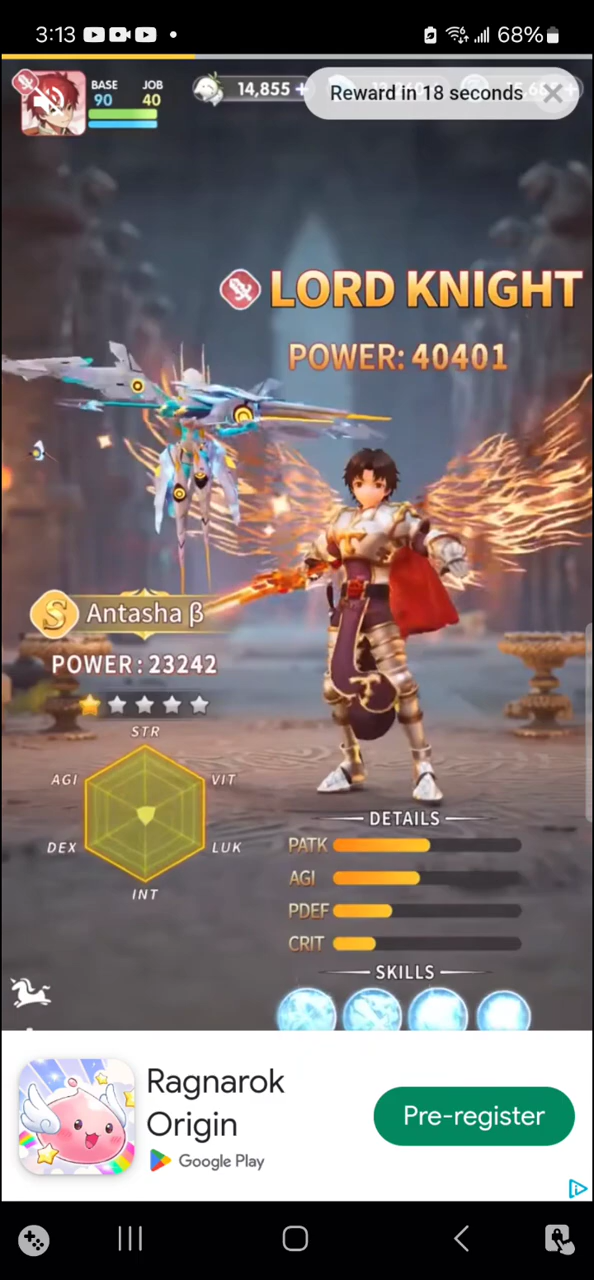 3:13
68%
BASE
90
JOB
40
14,855 +
Reward in 18 seconds
LORD KNIGHT
POWER: 40401
S Antasha β
POWER: 23242
STR
AGI
VIT
DEX
LUK
INT
DETAILS
PATK
AGI
PDEF
CRIT
SKILLS
Ragnarok
Origin
Google Play
Pre-register